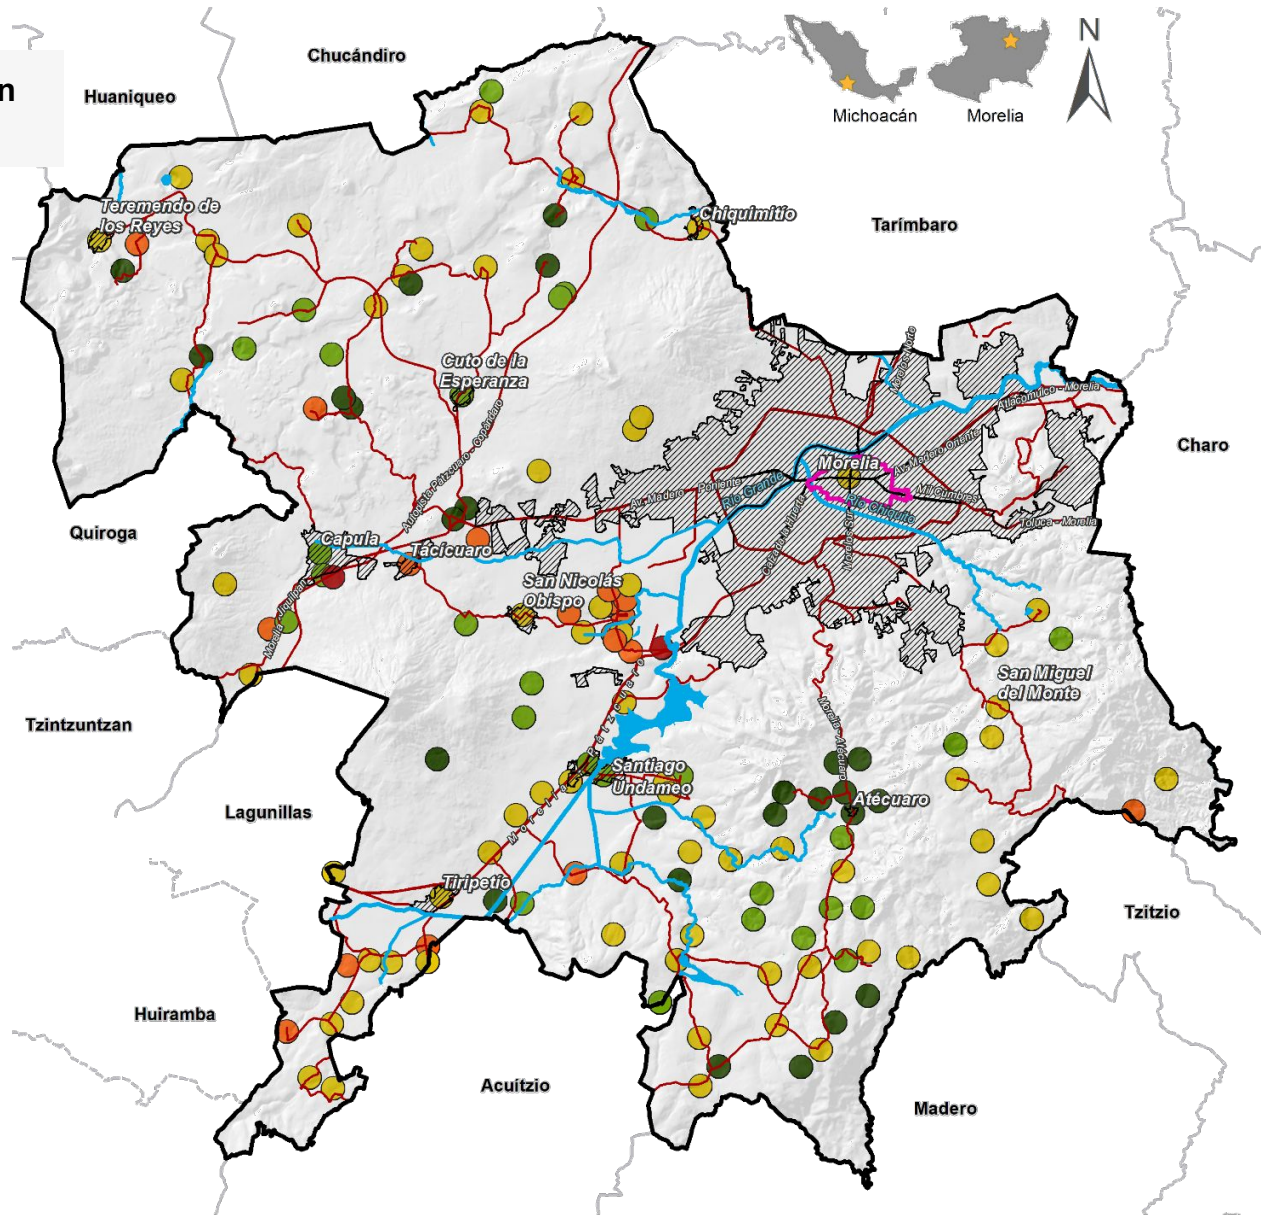 n
Chucándiro
Huaniqueo
N
Michoacán
Morelia
Teremendo de
los Reyes
Chiquimitío
Tarímbaro
Cuto de la
Esperanza
Autopista Pátzcuaro - Copándaro
Atlacomulco - Morelia
Charo
Morelia
Av. Madero Oriente
Av. Madero Poniente
Río Grande
Mil Cumbres
Río Chiquito
Toluca - Morelia
Quiroga
Capula
Tacícuaro
San Nicolás
Obispo
Morelia - Jiquilpan
San Miguel
del Monte
Tzintzuntzan
Morelia - Atécuaro
Morelia - Pátzcuaro
Santiago
Undameo
Atécuaro
Lagunillas
Tiripetío
Tzitzio
Huiramba
Acuítzio
Madero